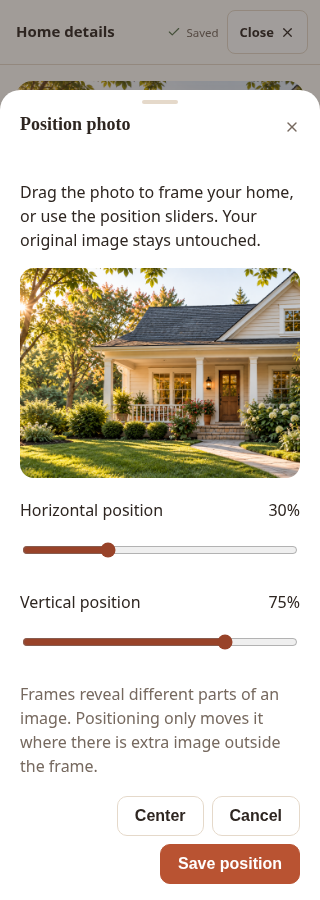 Home details
Saved
Close
Position photo
Drag the photo to frame your home,
or use the position sliders. Your
original image stays untouched.
Horizontal position 30%
Vertical position 75%
Frames reveal different parts of an
image. Positioning only moves it
where there is extra image outside
the frame.
Center Cancel
Save position